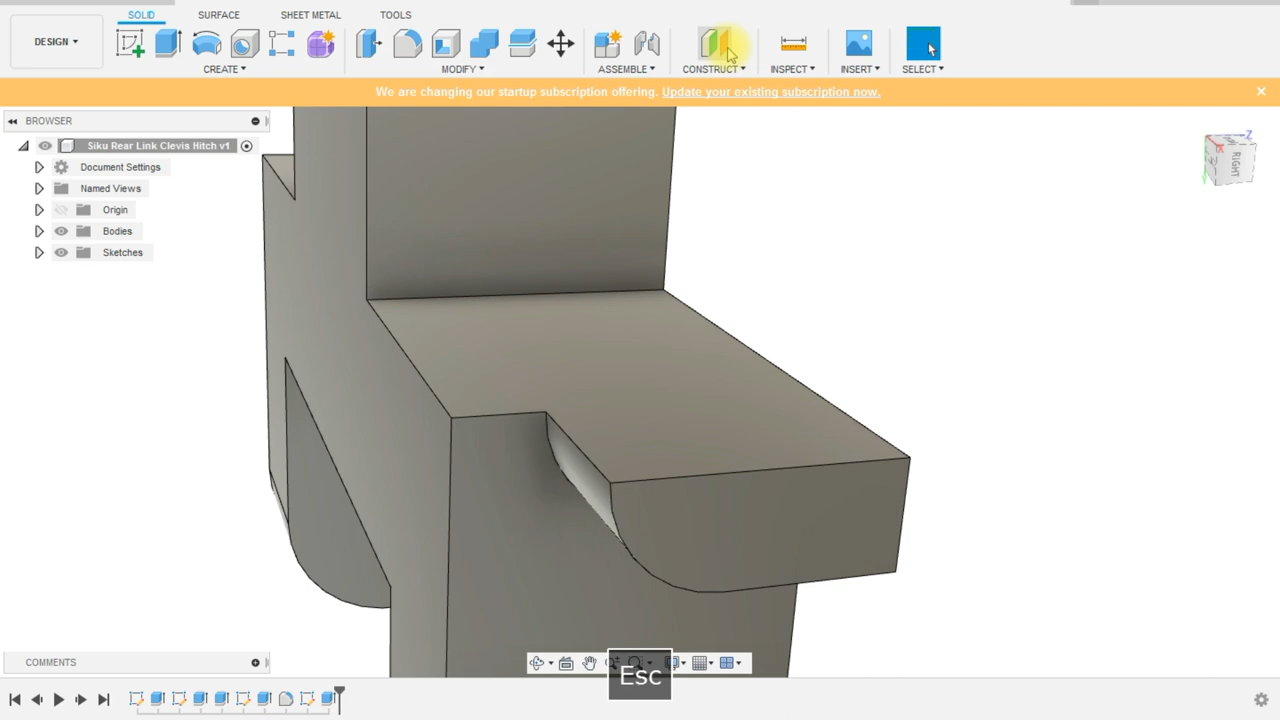 SOLID SURFACE SHEET METAL TOOLS
DESIGN CREATE MODIFY ASSEMBLE CONSTRUCT INSPECT INSERT SELECT
We are changing our startup subscription offering. Update your existing subscription now.
BROWSER
Siku Rear Link Clevis Hitch v1
Document Settings
Named Views
Origin
Bodies
Sketches
RIGHT
Z
COMMENTS
Esc